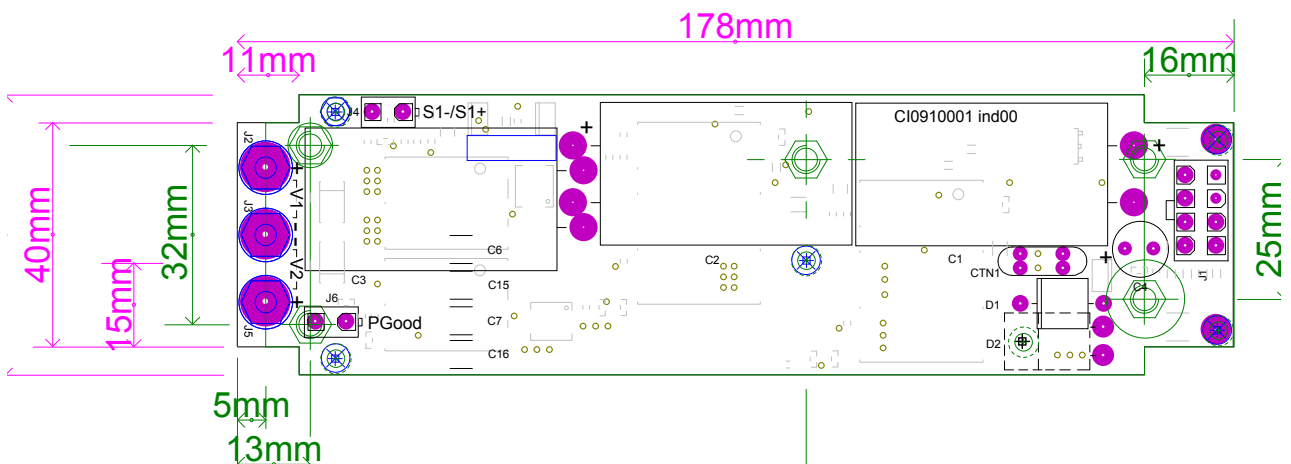 178mm
11mm
16mm
J4
S1-/S1+
+
CI0910001 ind00
+
J2
+
V1
J3
40mm
32mm
25mm
V2
C6
C2
C1
+
CTN1
J1
C3
C15
C4
15mm
+
J6
D1
J5
PGood
C7
D2
C16
5mm
13mm